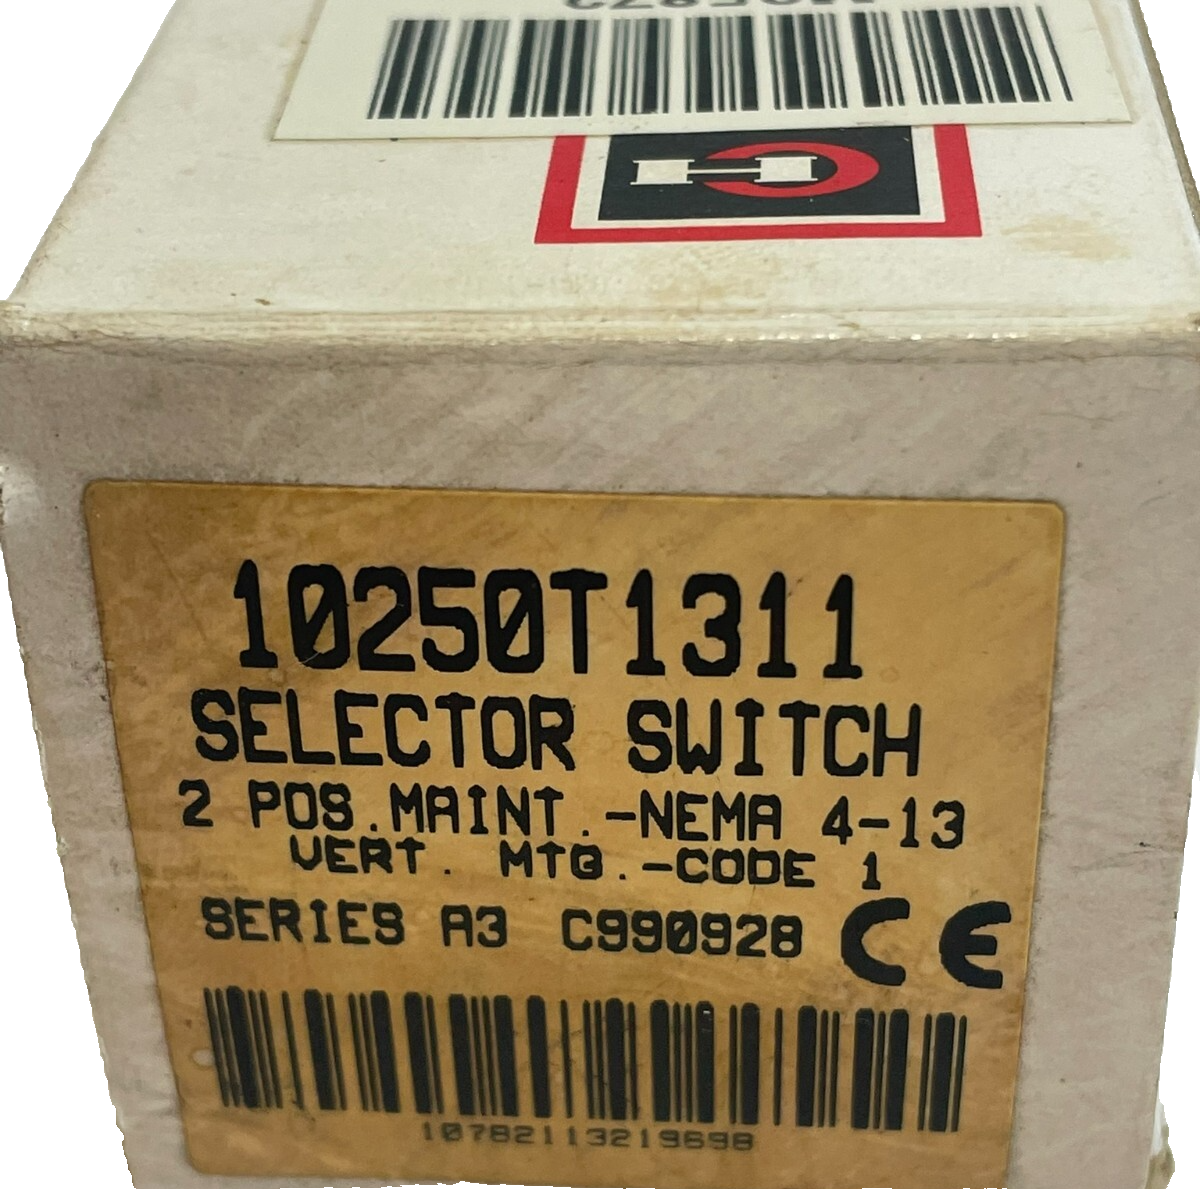 10250T1311
SELECTOR SWITCH
2 POS.MAINT.-NEMA 4-13
VERT. MTG.-CODE 1
SERIES A3 C990928 CE
10782113219698